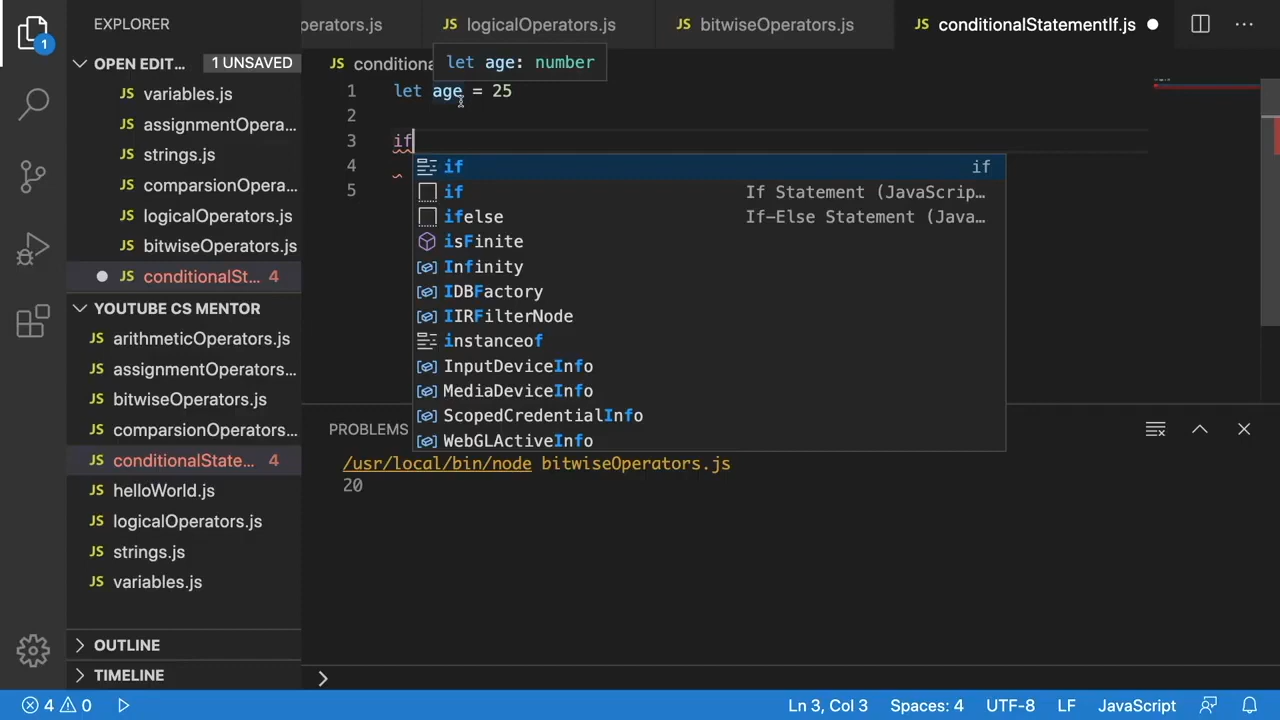 EXPLORER
OPEN EDIT... 1 UNSAVED
JS variables.js
JS assignmentOpera...
JS strings.js
JS comparsionOpera...
JS logicalOperators.js
JS bitwiseOperators.js
JS conditionalSt... 4
YOUTUBE CS MENTOR
JS arithmeticOperators.js
JS assignmentOperators...
JS bitwiseOperators.js
JS comparsionOperators...
JS conditionalState... 4
JS helloWorld.js
JS logicalOperators.js
JS strings.js
JS variables.js
OUTLINE
TIMELINE
1
perators.js JS logicalOperators.js JS bitwiseOperators.js JS conditionalStatementIf.js
JS conditiona
let age: number
1 let age = 25
2
3 if
4
5
if if
if If Statement (JavaScrip...
ifelse If-Else Statement (Java...
isFinite
Infinity
IDBFactory
IIRFilterNode
instanceof
InputDeviceInfo
MediaDeviceInfo
ScopedCredentialInfo
WebGLActiveInfo
PROBLEMS
/usr/local/bin/node bitwiseOperators.js
20
4 0 Ln 3, Col 3 Spaces: 4 UTF-8 LF JavaScript